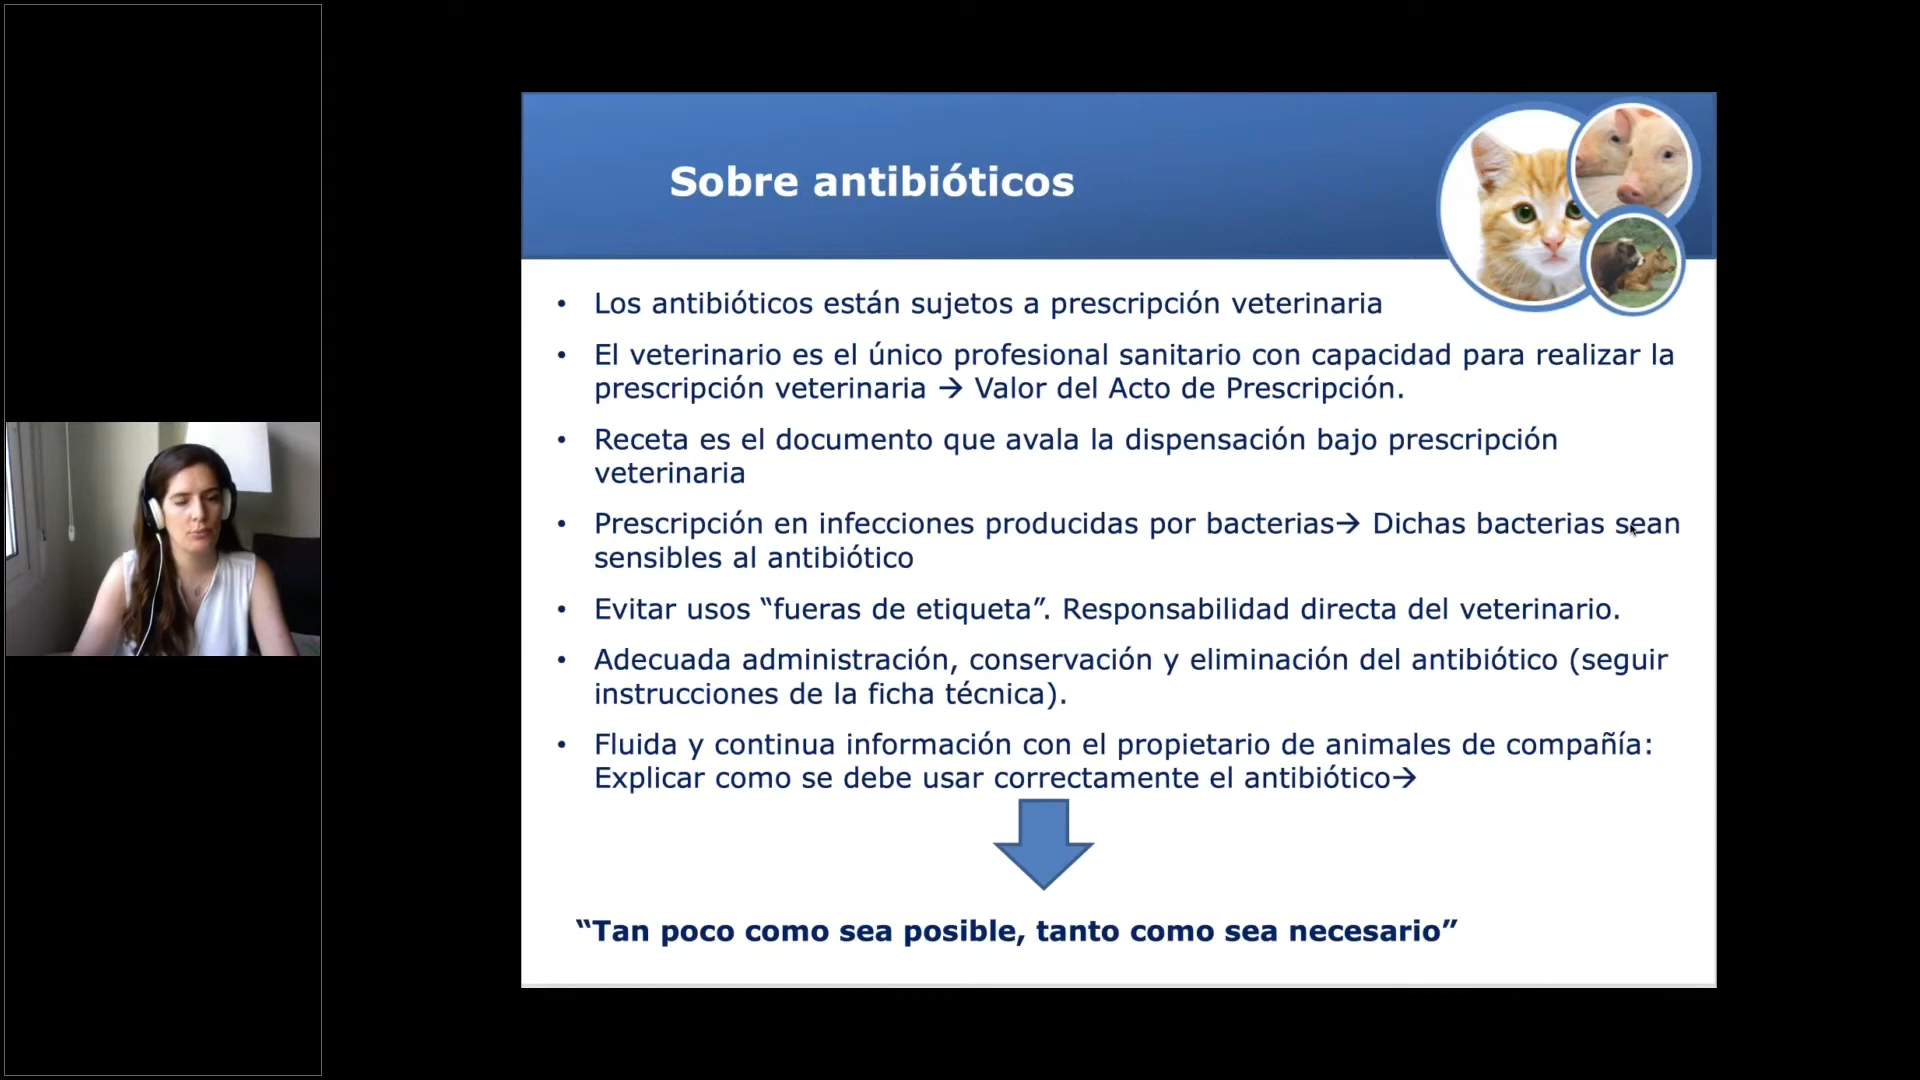 Sobre antibióticos
• Los antibióticos están sujetos a prescripción veterinaria
• El veterinario es el único profesional sanitario con capacidad para realizar la
prescripción veterinaria → Valor del Acto de Prescripción.
• Receta es el documento que avala la dispensación bajo prescripción
veterinaria
• Prescripción en infecciones producidas por bacterias→ Dichas bacterias sean
sensibles al antibiótico
• Evitar usos “fueras de etiqueta”. Responsabilidad directa del veterinario.
• Adecuada administración, conservación y eliminación del antibiótico (seguir
instrucciones de la ficha técnica).
• Fluida y continua información con el propietario de animales de compañía:
Explicar como se debe usar correctamente el antibiótico→
“Tan poco como sea posible, tanto como sea necesario”